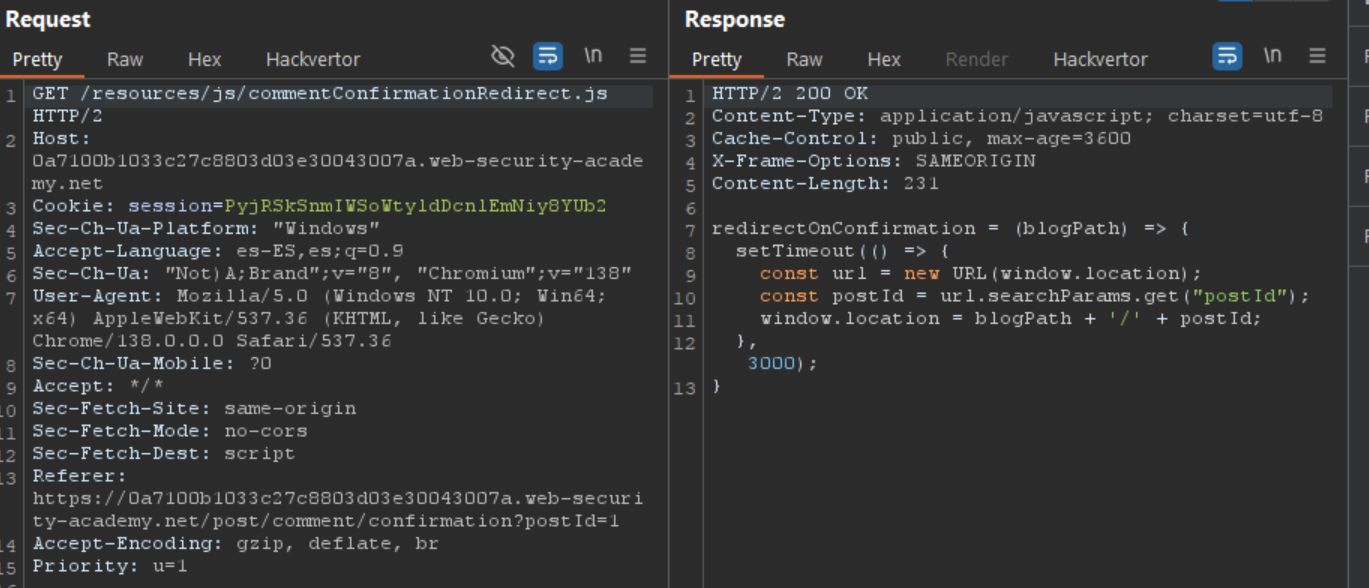 Request
Pretty Raw Hex Hackvertor \n
1 GET /resources/js/commentConfirmationRedirect.js
HTTP/2
2 Host:
0a7100b1033c27c8803d03e30043007a.web-security-acade
my.net
3 Cookie: session=PyjRSkSnmIWSoWtyldDcnlEmNiy8YUb2
4 Sec-Ch-Ua-Platform: "Windows"
5 Accept-Language: es-ES,es;q=0.9
6 Sec-Ch-Ua: "Not)A;Brand";v="8", "Chromium";v="138"
7 User-Agent: Mozilla/5.0 (Windows NT 10.0; Win64;
x64) AppleWebKit/537.36 (KHTML, like Gecko)
Chrome/138.0.0.0 Safari/537.36
8 Sec-Ch-Ua-Mobile: ?0
9 Accept: */*
10 Sec-Fetch-Site: same-origin
11 Sec-Fetch-Mode: no-cors
12 Sec-Fetch-Dest: script
13 Referer:
https://0a7100b1033c27c8803d03e30043007a.web-securi
ty-academy.net/post/comment/confirmation?postId=1
14 Accept-Encoding: gzip, deflate, br
15 Priority: u=1
Response
Pretty Raw Hex Render Hackvertor \n
1 HTTP/2 200 OK
2 Content-Type: application/javascript; charset=utf-8
3 Cache-Control: public, max-age=3600
4 X-Frame-Options: SAMEORIGIN
5 Content-Length: 231
6
7 redirectOnConfirmation = (blogPath) => {
8 setTimeout(() => {
9 const url = new URL(window.location);
10 const postId = url.searchParams.get("postId");
11 window.location = blogPath + '/' + postId;
12 },
3000);
13 }